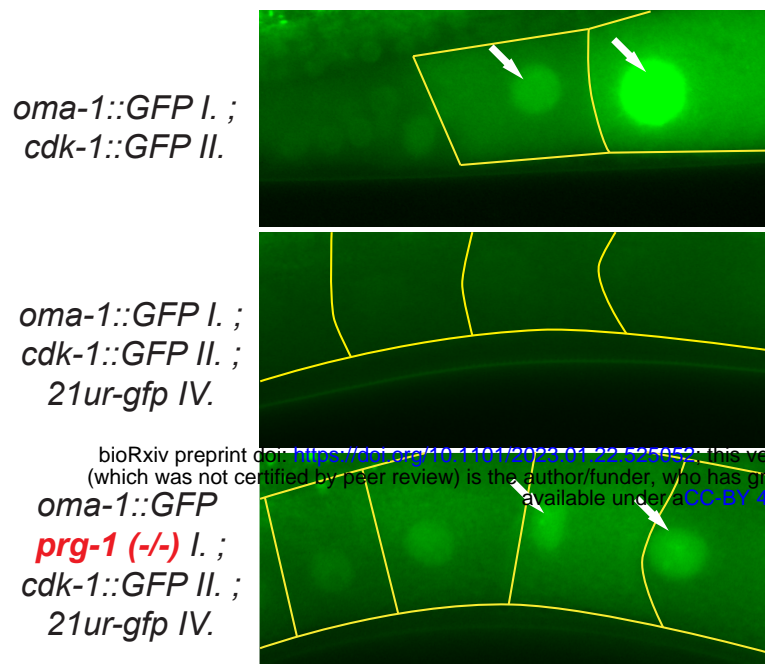 oma-1::GFP I. ;
cdk-1::GFP II.
oma-1::GFP I. ;
cdk-1::GFP II. ;
21ur-gfp IV.
bioRxiv preprint doi: https://doi.org/10.1101/2023.01.22.525052; this ve
(which was not certified by peer review) is the author/funder, who has gr
available under aCC-BY 4
oma-1::GFP
prg-1 (-/-) I. ;
cdk-1::GFP II. ;
21ur-gfp IV.